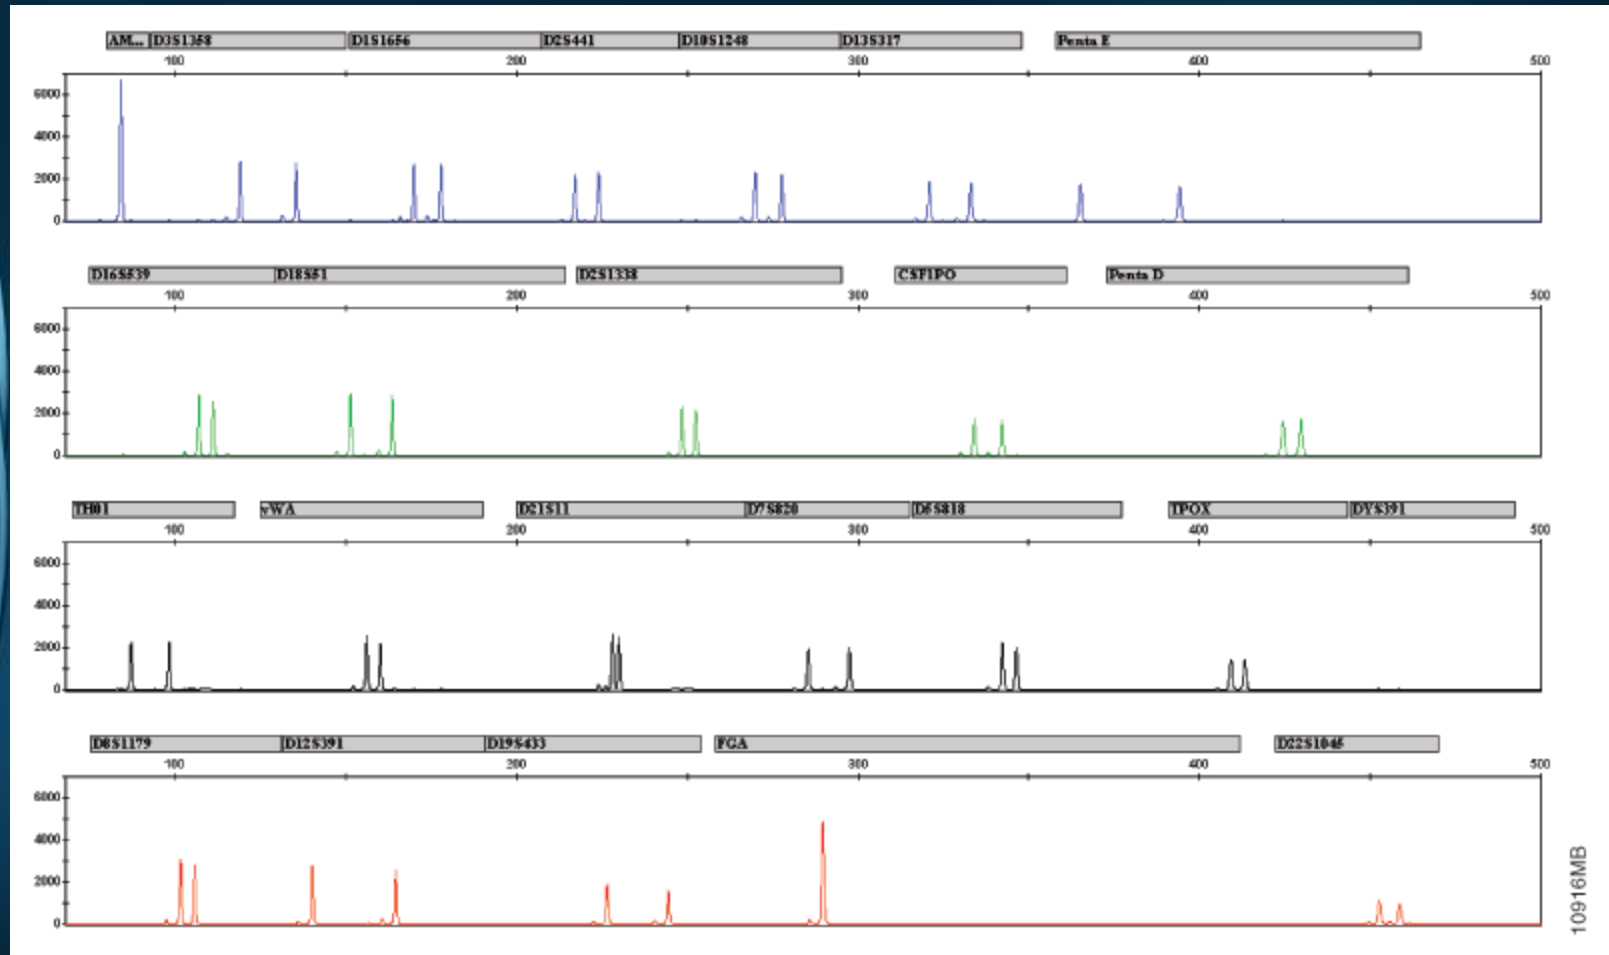 AM... D3S1358 D1S1656 D2S441 D10S1248 D13S317 Penta E
100 200 300 400 500
6000
4000
2000
0
D16S539 D18S51 D2S1338 CSF1PO Penta D
100 200 300 400 500
6000
4000
2000
0
TH01 vWA D21S11 D7S820 D5S818 TPOX DYS391
100 200 300 400 500
6000
4000
2000
0
D8S1179 D12S391 D19S433 FGA D22S1045
100 200 300 400 500
6000
4000
2000
0
10916MB